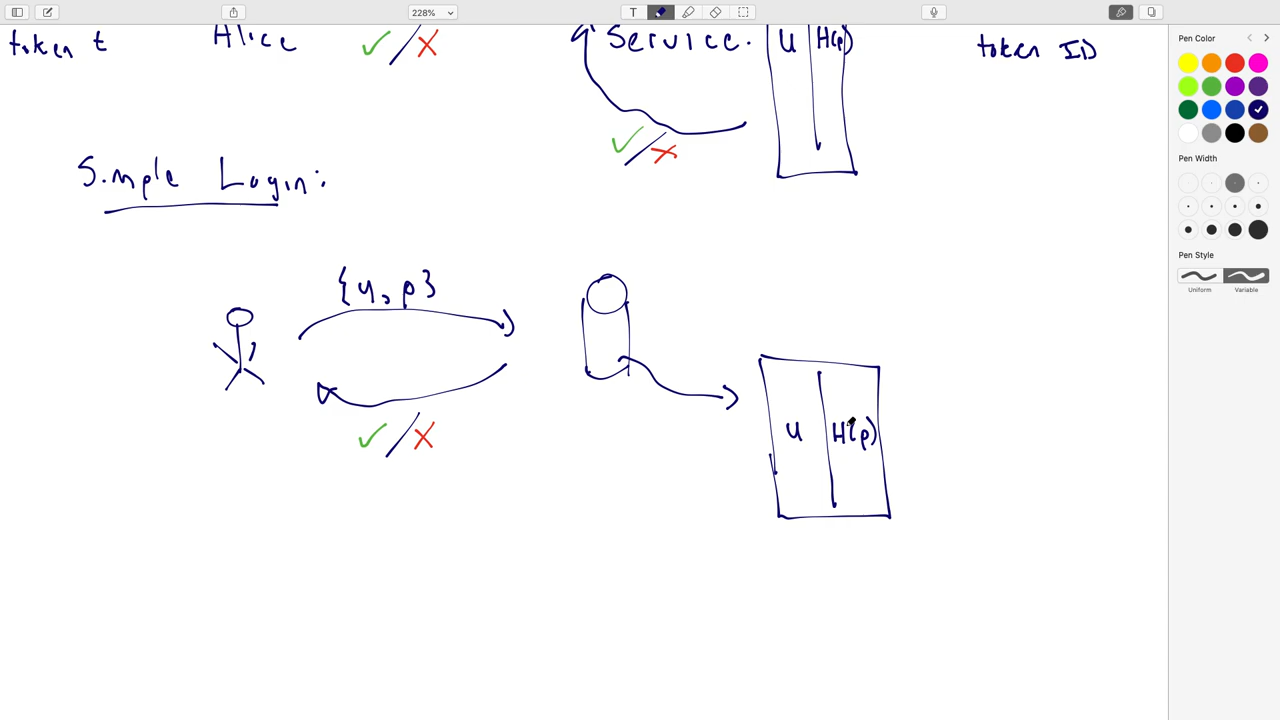 228%
token t
Alice
Service.
U
H(p)
token ID
Simple Login:
{u, p}
U
H(p)
Pen Color
Pen Width
Pen Style
Uniform
Variable